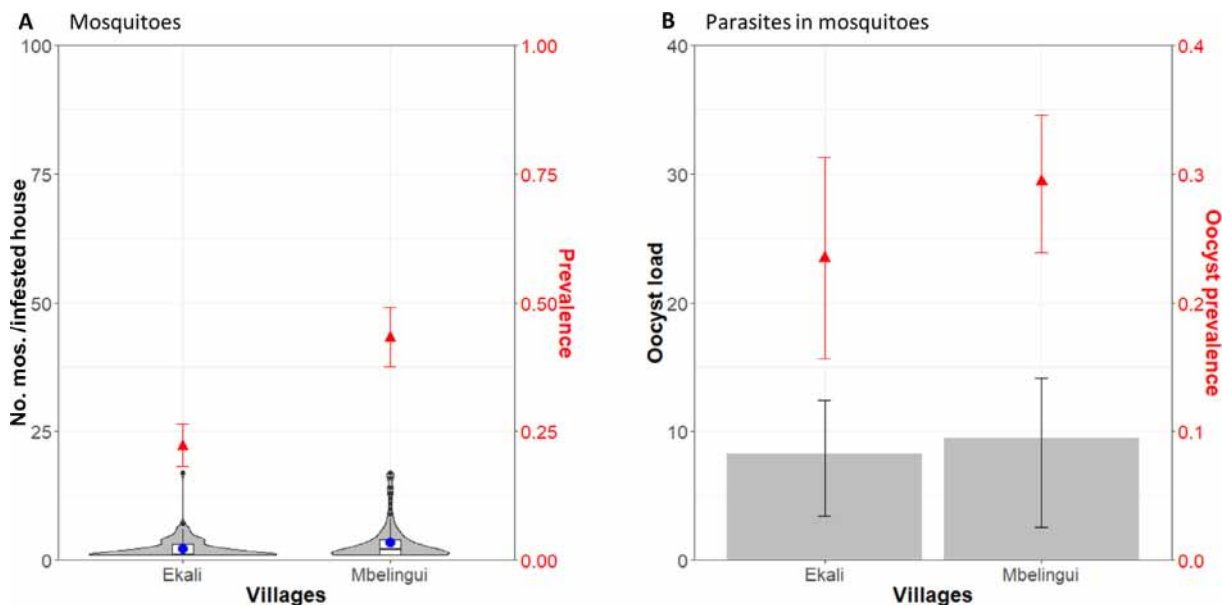 A Mosquitoes
100
75
50
25
0
No. mos. /infested house
1.00
0.75
0.50
0.25
0.00
Prevalence
Ekali
Mbelingui
Villages
B Parasites in mosquitoes
40
30
20
10
0
Oocyst load
0.4
0.3
0.2
0.1
0.0
Oocyst prevalence
Ekali
Mbelingui
Villages